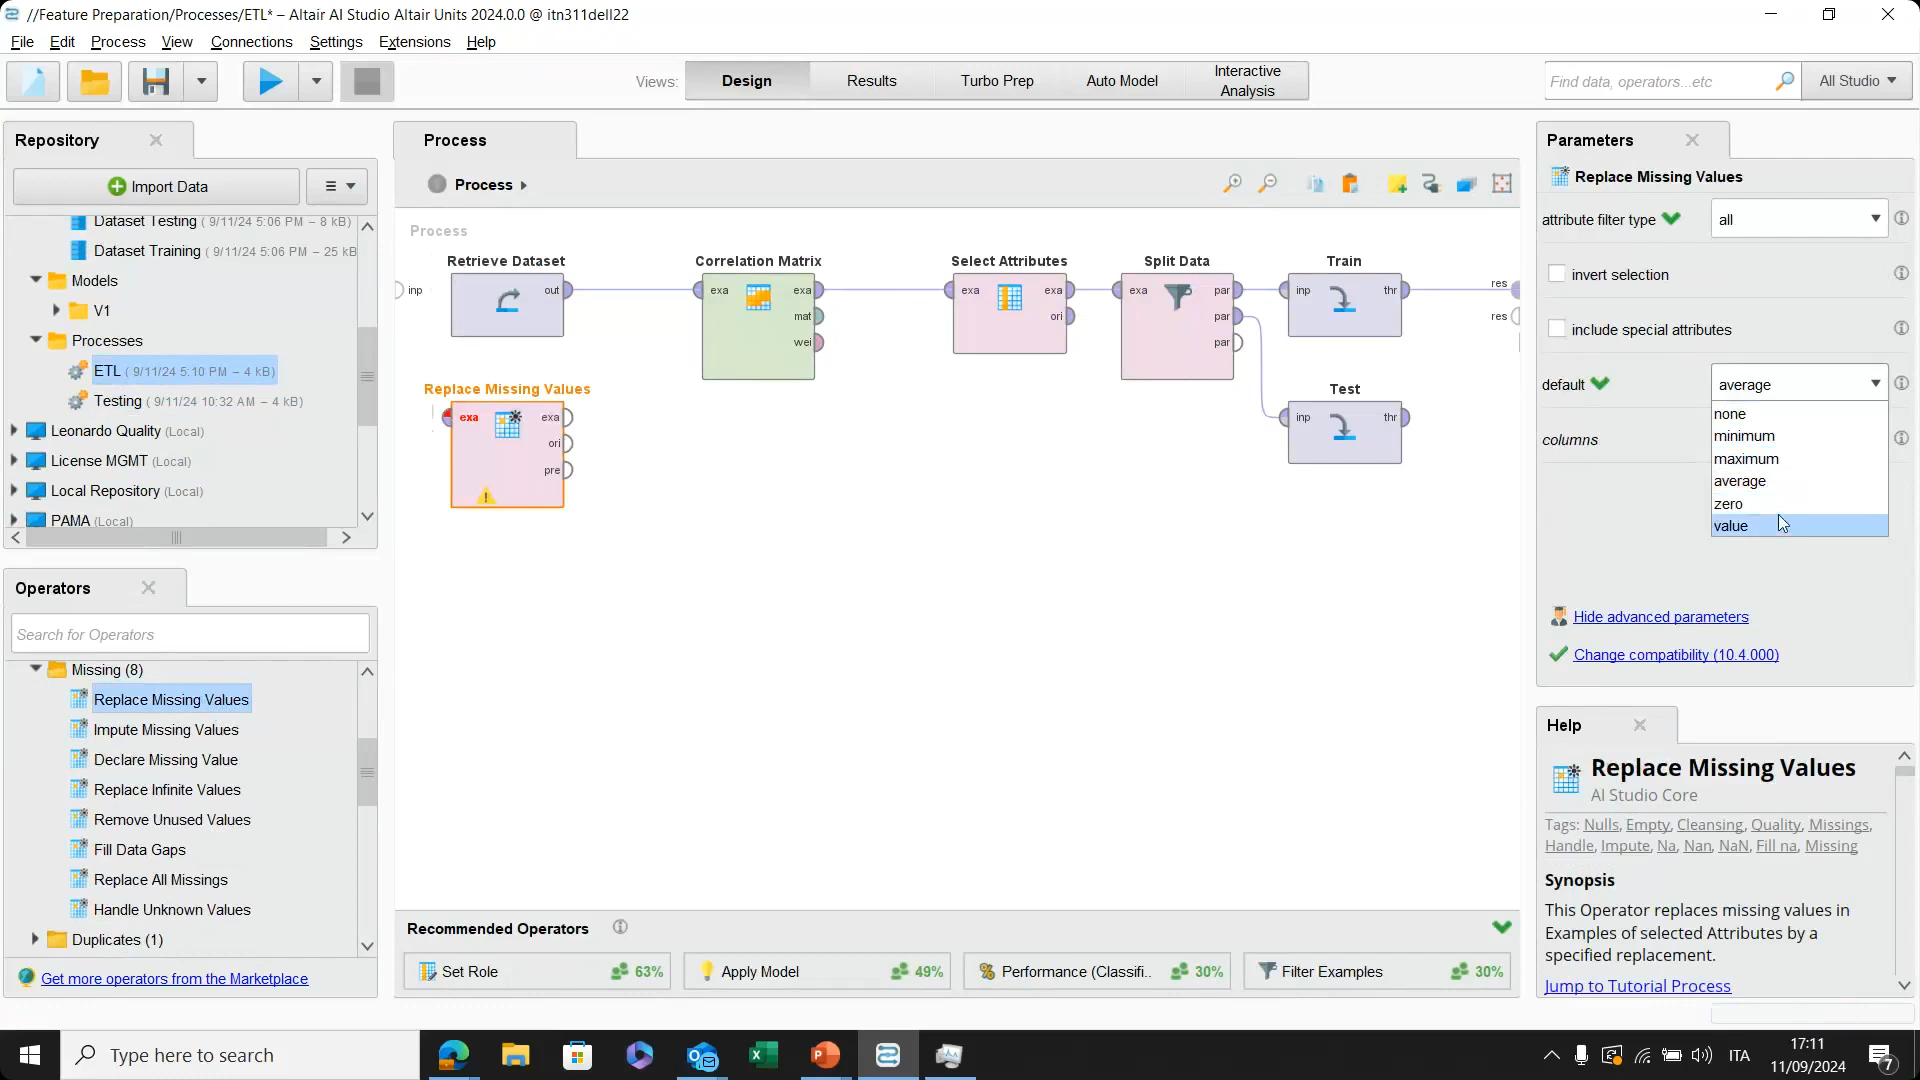 //Feature Preparation/Processes/ETL* – Altair AI Studio Altair Units 2024.0.0 @ itn311dell22
File Edit Process View Connections Settings Extensions Help
Views: Design Results Turbo Prep Auto Model Interactive Analysis
Find data, operators...etc
All Studio
Repository
Import Data
Dataset Testing ( 9/11/24 5:06 PM – 8 kB)
Dataset Training ( 9/11/24 5:06 PM – 25 kB
Models
V1
Processes
ETL ( 9/11/24 5:10 PM – 4 kB)
Testing ( 9/11/24 10:32 AM – 4 kB)
Leonardo Quality (Local)
License MGMT (Local)
Local Repository (Local)
PAMA (Local)
Operators
Search for Operators
Missing (8)
Replace Missing Values
Impute Missing Values
Declare Missing Value
Replace Infinite Values
Remove Unused Values
Fill Data Gaps
Replace All Missings
Handle Unknown Values
Duplicates (1)
Get more operators from the Marketplace
Process
Process
Process
inp
Retrieve Dataset
out
Correlation Matrix
exa exa
mat
wei
Select Attributes
exa exa
ori
Split Data
exa par
par
par
Train
inp thr
res
res
Replace Missing Values
exa exa
ori
pre
Test
inp thr
Recommended Operators
Set Role 63%
Apply Model 49%
Performance (Classifi.. 30%
Filter Examples 30%
Parameters
Replace Missing Values
attribute filter type all
invert selection
include special attributes
default average
none
minimum
maximum
average
zero
value
columns
Hide advanced parameters
Change compatibility (10.4.000)
Help
Replace Missing Values
AI Studio Core
Tags: Nulls, Empty, Cleansing, Quality, Missings,
Handle, Impute, Na, Nan, NaN, Fill na, Missing
Synopsis
This Operator replaces missing values in
Examples of selected Attributes by a
specified replacement.
Jump to Tutorial Process
Type here to search
ITA
17:11
11/09/2024
7